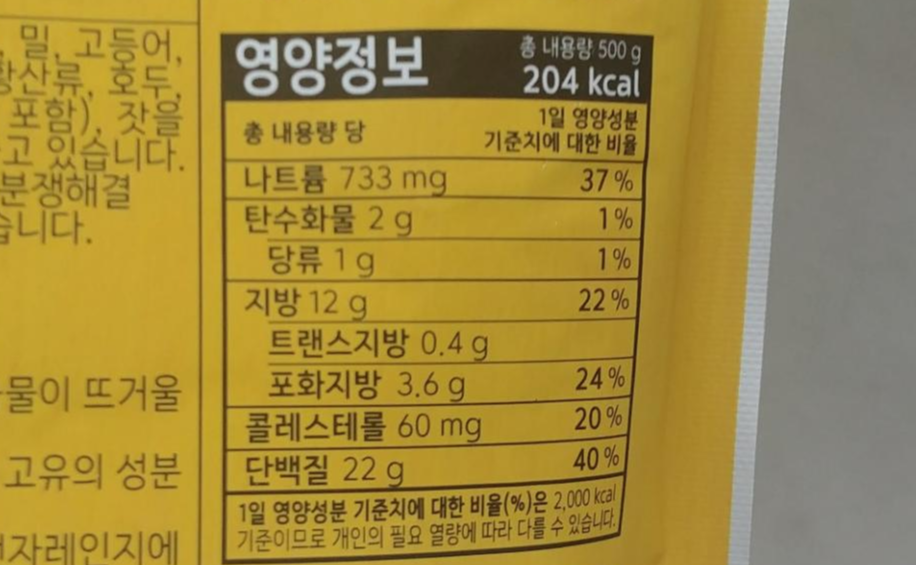 밀, 고등어,
황산류, 호두,
포함), 잣을
고 있습니다.
분쟁해결
습니다.
물이 뜨거울
고유의 성분
자레인지에
영양정보
총 내용량 500 g
204 kcal
총 내용량 당
1일 영양성분
기준치에 대한 비율
나트륨 733 mg 37 %
탄수화물 2 g 1 %
당류 1 g 1 %
지방 12 g 22 %
트랜스지방 0.4 g
포화지방 3.6 g 24 %
콜레스테롤 60 mg 20 %
단백질 22 g 40 %
1일 영양성분 기준치에 대한 비율(%)은 2,000 kcal
기준이므로 개인의 필요 열량에 따라 다를 수 있습니다.